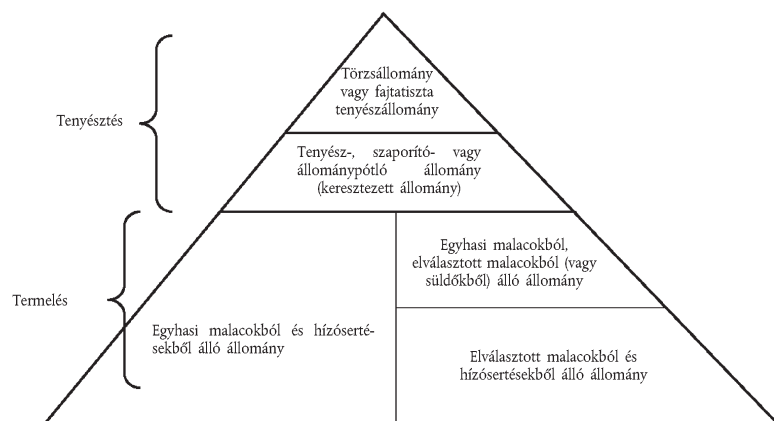 Törzsállomány
vagy fajtatiszta
tenyészállomány
Tenyésztés
Tenyész-, szaporító- vagy
állománypótló állomány
(keresztezett állomány)
Egyhasi malacokból,
elválasztott malacokból (vagy
süldőkből) álló állomány
Termelés
Egyhasi malacokból és hízóserté-
sekből álló állomány
Elválasztott malacokból és
hízósertésekből álló állomány